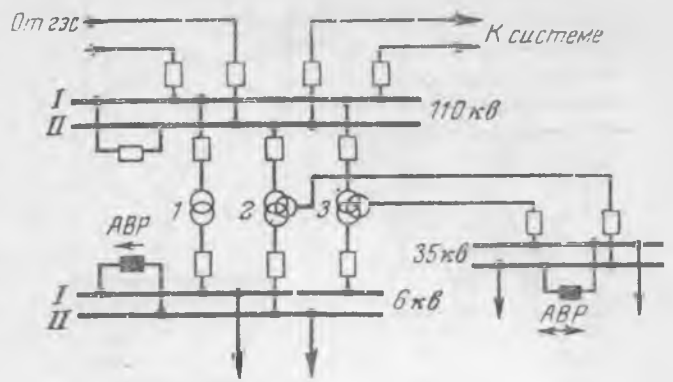 От гэс
К системе
I
II
110 кв
1
2
3
АВР
35 кв
I
II
6 кв
АВР